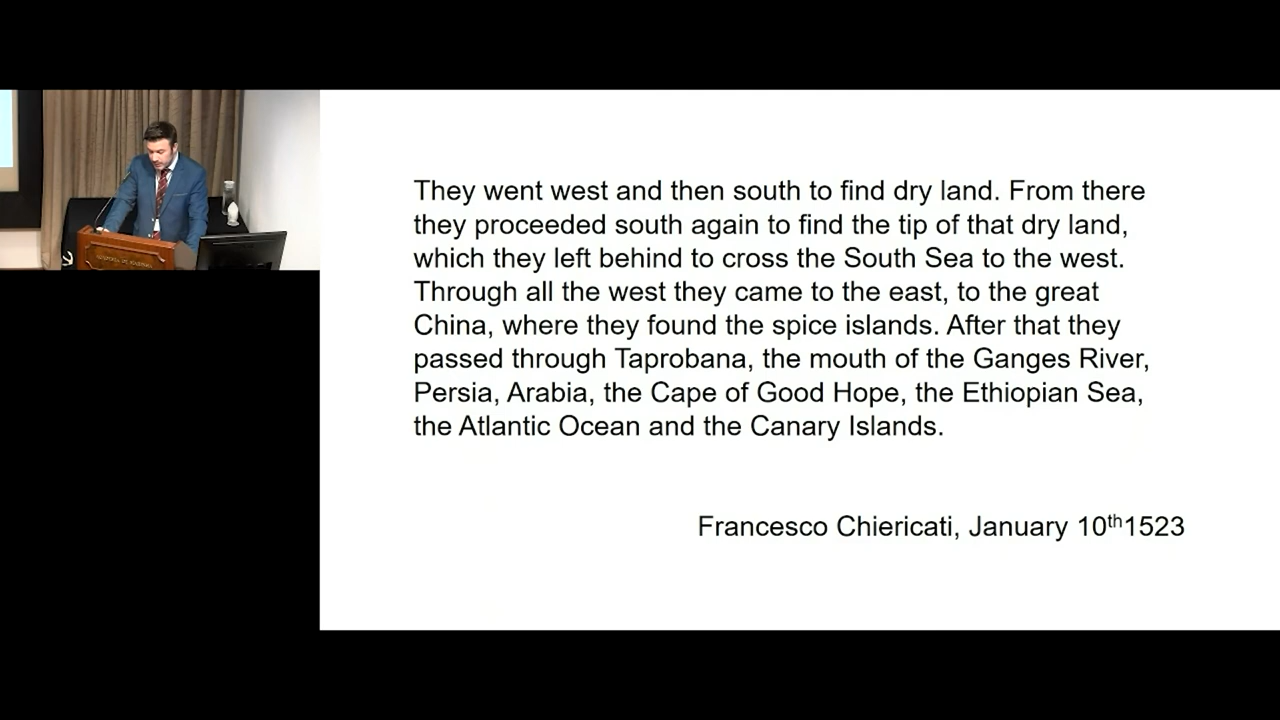 They went west and then south to find dry land. From there
they proceeded south again to find the tip of that dry land,
which they left behind to cross the South Sea to the west.
Through all the west they came to the east, to the great
China, where they found the spice islands. After that they
passed through Taprobana, the mouth of the Ganges River,
Persia, Arabia, the Cape of Good Hope, the Ethiopian Sea,
the Atlantic Ocean and the Canary Islands.
Francesco Chiericati, January 10th1523